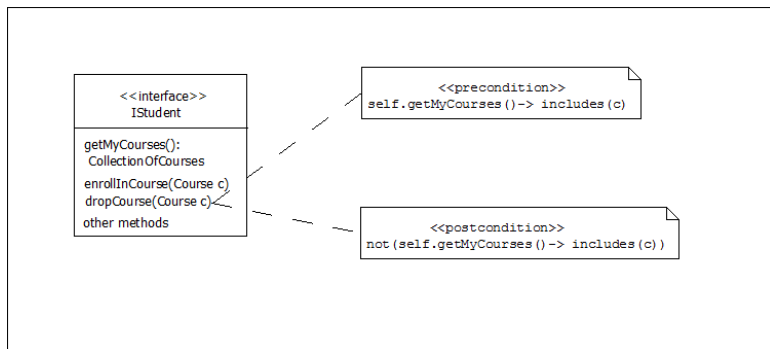 <<interface>>
IStudent
getMyCourses():
CollectionOfCourses
enrollInCourse(Course c)
dropCourse(Course c)
other methods
<<precondition>>
self.getMyCourses()-> includes(c)
<<postcondition>>
not(self.getMyCourses()-> includes(c))